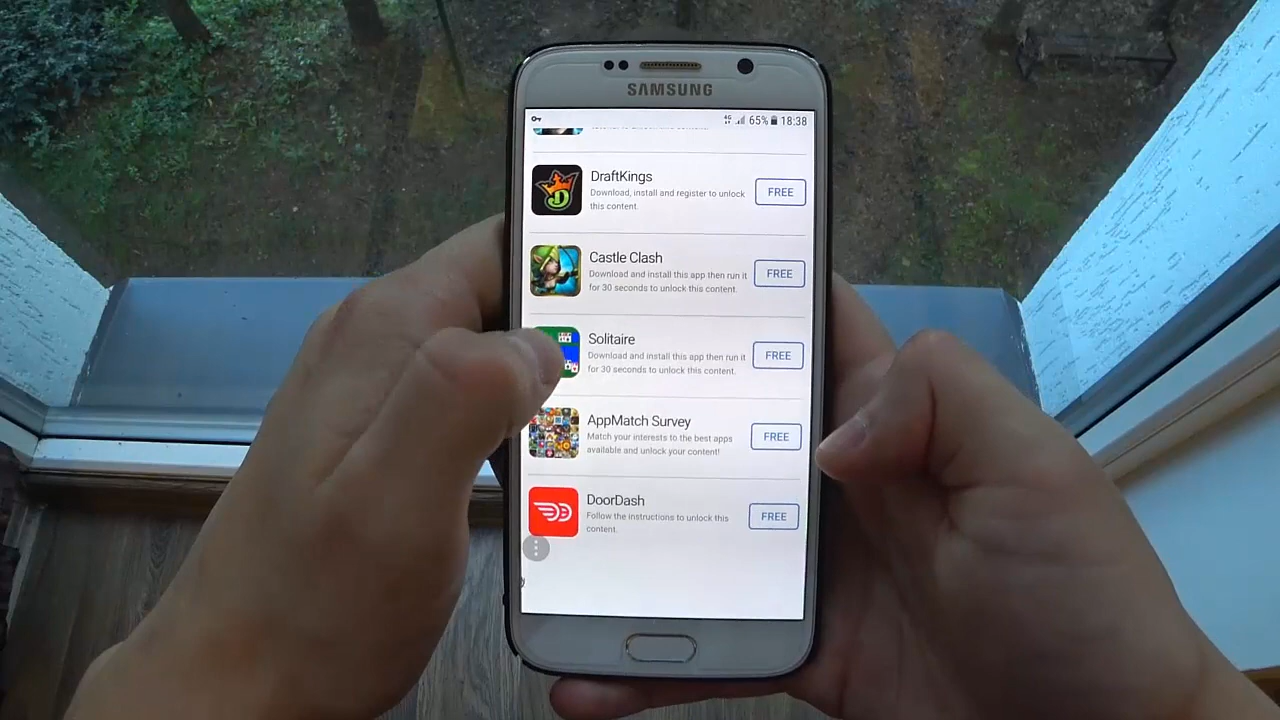 SAMSUNG
4G 65% 18:38
DraftKings
Download, install and register to unlock
this content.
FREE
Castle Clash
Download and install this app then run it
for 30 seconds to unlock this content.
FREE
Solitaire
Download and install this app then run it
for 30 seconds to unlock this content.
FREE
AppMatch Survey
Match your interests to the best apps
available and unlock your content!
FREE
DoorDash
Follow the instructions to unlock this
content.
FREE